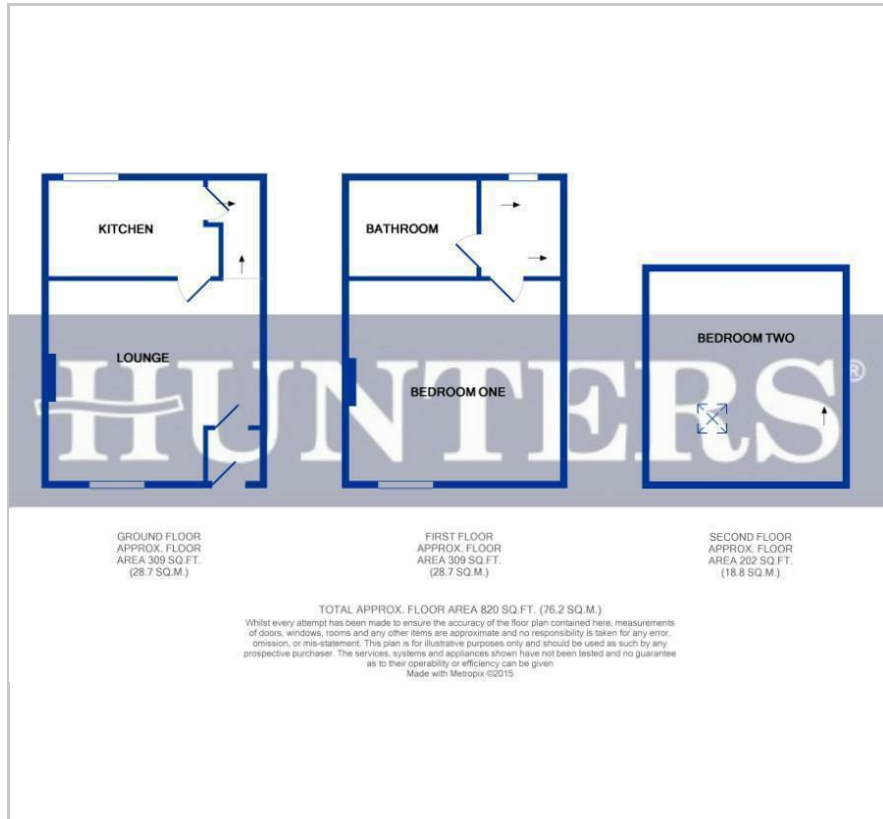 KITCHEN
LOUNGE
BATHROOM
BEDROOM ONE
BEDROOM TWO
HUNTERS®
GROUND FLOOR
APPROX. FLOOR
AREA 309 SQ.FT.
(28.7 SQ.M.)
FIRST FLOOR
APPROX. FLOOR
AREA 309 SQ.FT.
(28.7 SQ.M.)
SECOND FLOOR
APPROX. FLOOR
AREA 202 SQ.FT.
(18.8 SQ.M.)
TOTAL APPROX. FLOOR AREA 820 SQ.FT. (76.2 SQ.M.)
Whilst every attempt has been made to ensure the accuracy of the floor plan contained here, measurements
of doors, windows, rooms and any other items are approximate and no responsibility is taken for any error,
omission, or mis-statement. This plan is for illustrative purposes only and should be used as such by any
prospective purchaser. The services, systems and appliances shown have not been tested and no guarantee
as to their operability or efficiency can be given
Made with Metropix ©2015